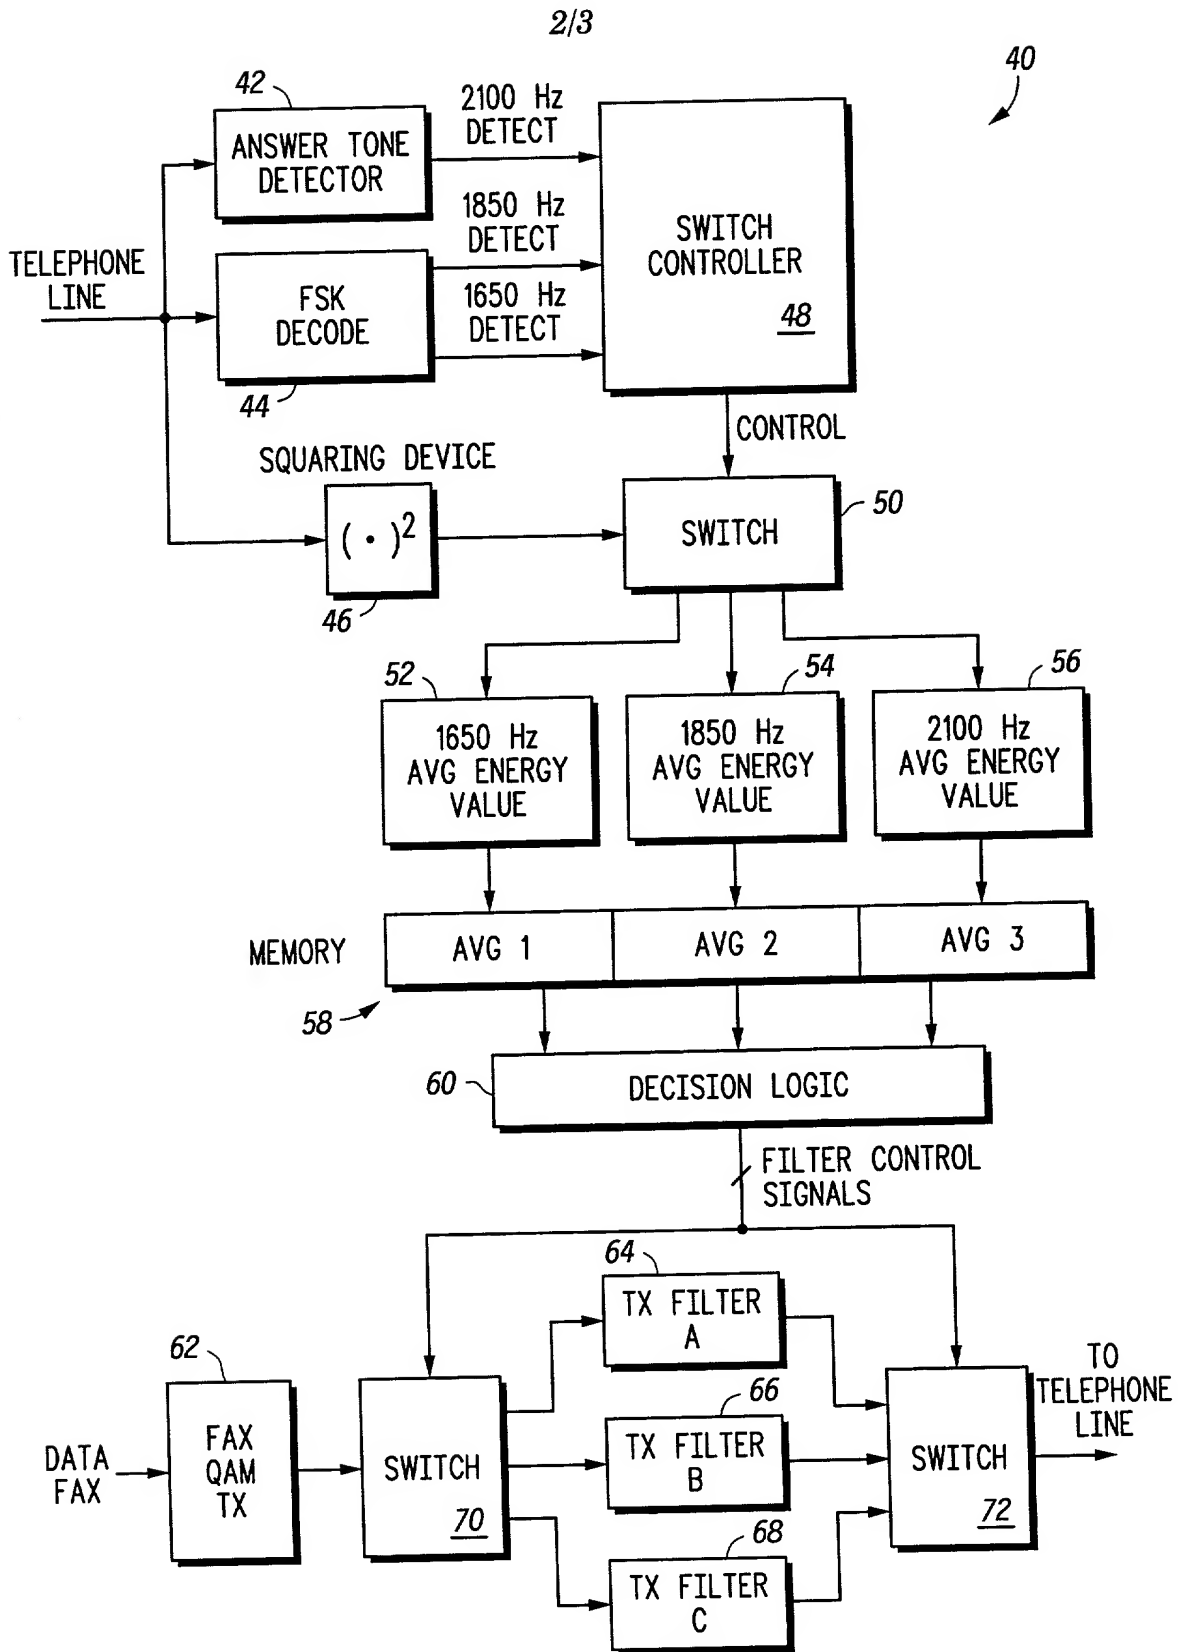 2/3
40
42
ANSWER TONE
DETECTOR
2100 Hz
DETECT
1850 Hz
DETECT
1650 Hz
DETECT
SWITCH
CONTROLLER
48
TELEPHONE
LINE
FSK
DECODE
44
CONTROL
SQUARING DEVICE
(·)2
46
SWITCH
50
52
1650 Hz
AVG ENERGY
VALUE
54
1850 Hz
AVG ENERGY
VALUE
56
2100 Hz
AVG ENERGY
VALUE
MEMORY
AVG 1
AVG 2
AVG 3
58
60
DECISION LOGIC
FILTER CONTROL
SIGNALS
64
TX FILTER
A
62
FAX
QAM
TX
DATA
FAX
SWITCH
70
66
TX FILTER
B
68
TX FILTER
C
SWITCH
72
TO
TELEPHONE
LINE